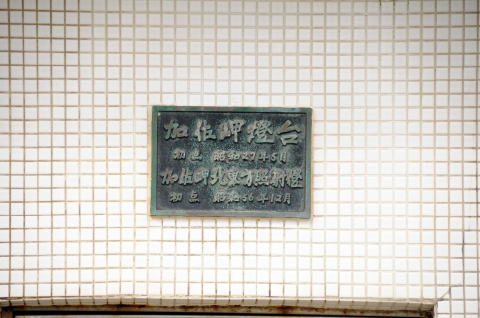 加佐岬燈台
初点 昭和27年5月
加佐岬北東方照射燈
初点 昭和56年12月